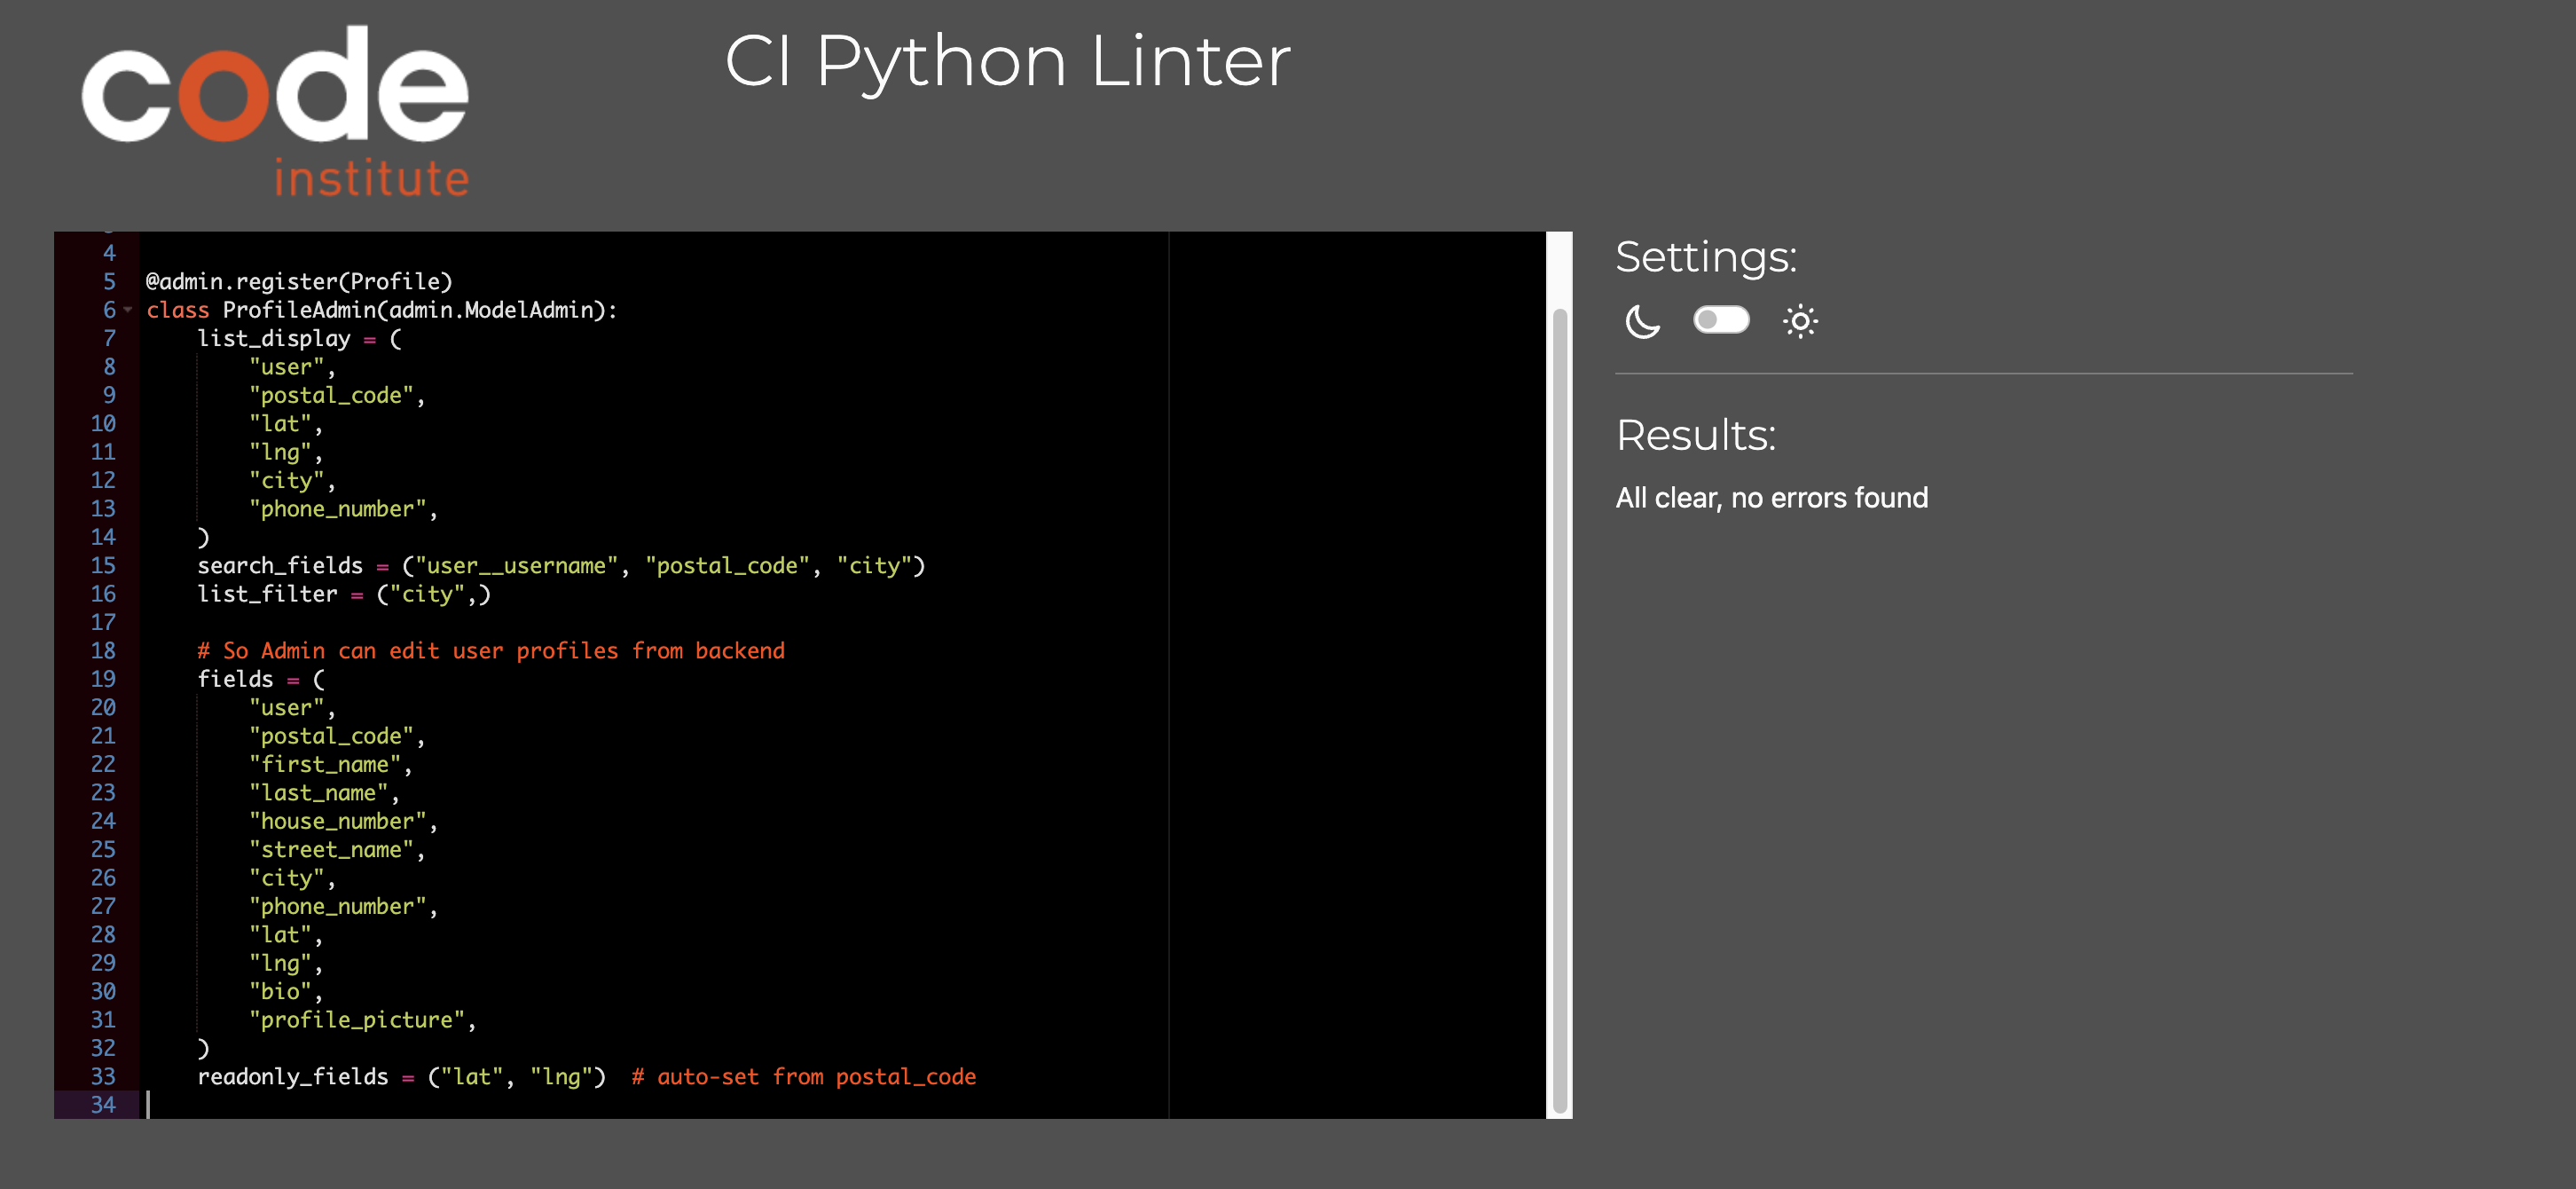 code
institute
CI Python Linter
4
5 @admin.register(Profile)
6 class ProfileAdmin(admin.ModelAdmin):
7     list_display = (
8         "user",
9         "postal_code",
10         "lat",
11         "lng",
12         "city",
13         "phone_number",
14     )
15     search_fields = ("user__username", "postal_code", "city")
16     list_filter = ("city",)
17
18     # So Admin can edit user profiles from backend
19     fields = (
20         "user",
21         "postal_code",
22         "first_name",
23         "last_name",
24         "house_number",
25         "street_name",
26         "city",
27         "phone_number",
28         "lat",
29         "lng",
30         "bio",
31         "profile_picture",
32     )
33     readonly_fields = ("lat", "lng")  # auto-set from postal_code
34
Settings:
Results:
All clear, no errors found